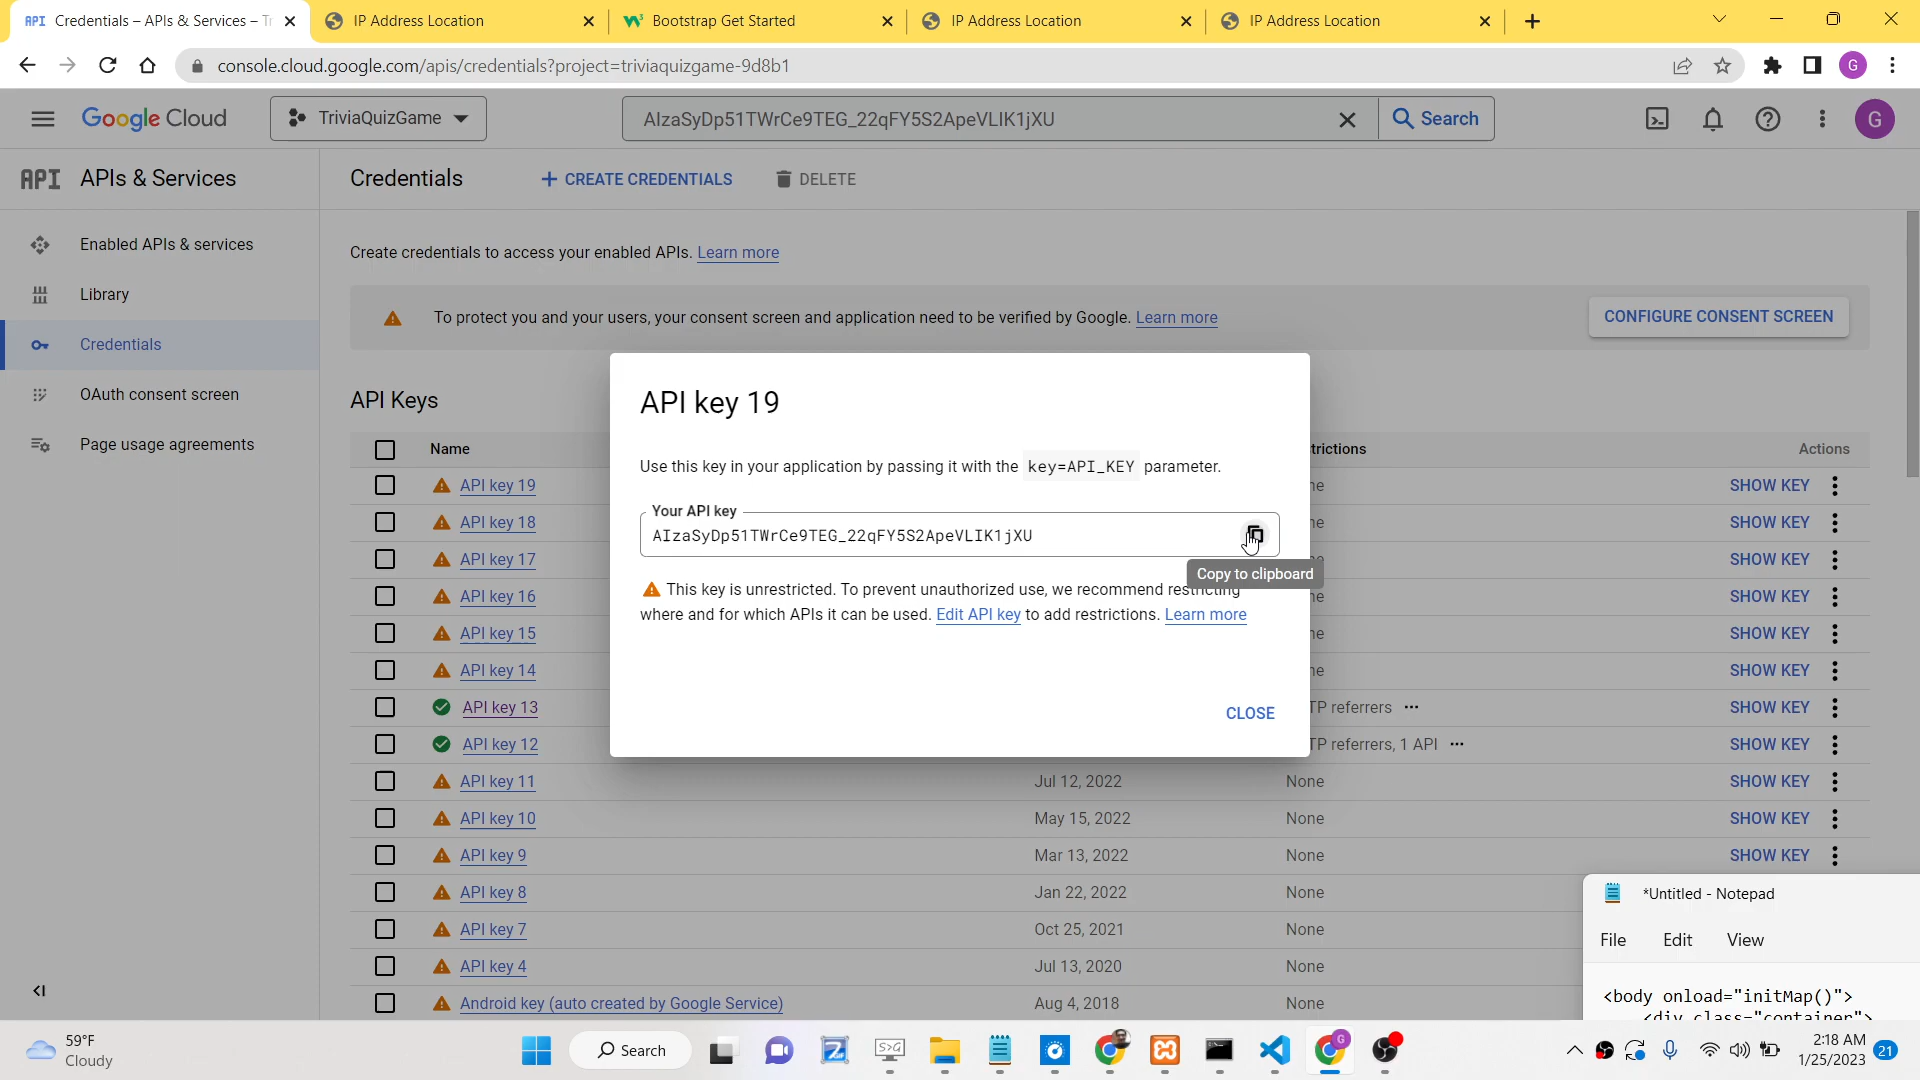 Credentials – APIs & Services – Tr
IP Address Location
Bootstrap Get Started
IP Address Location
IP Address Location
console.cloud.google.com/apis/credentials?project=triviaquizgame-9d8b1
G
Google Cloud
TriviaQuizGame
AIzaSyDp51TWrCe9TEG_22qFY5S2ApeVLIK1jXU
Search
G
API APIs & Services
Credentials
CREATE CREDENTIALS
DELETE
Enabled APIs & services
Library
Credentials
OAuth consent screen
Page usage agreements
Create credentials to access your enabled APIs. Learn more
To protect you and your users, your consent screen and application need to be verified by Google. Learn more
CONFIGURE CONSENT SCREEN
API Keys
Name
Actions
API key 19
SHOW KEY
API key 18
SHOW KEY
API key 17
SHOW KEY
API key 16
SHOW KEY
API key 15
SHOW KEY
API key 14
SHOW KEY
API key 13
referrers
SHOW KEY
API key 12
referrers, 1 API
SHOW KEY
API key 11
Jul 12, 2022
None
SHOW KEY
API key 10
May 15, 2022
None
SHOW KEY
API key 9
Mar 13, 2022
None
SHOW KEY
API key 8
Jan 22, 2022
None
API key 7
Oct 25, 2021
None
API key 4
Jul 13, 2020
None
Android key (auto created by Google Service)
Aug 4, 2018
None
API key 19
Use this key in your application by passing it with the key=API_KEY parameter.
Your API key
AIzaSyDp51TWrCe9TEG_22qFY5S2ApeVLIK1jXU
Copy to clipboard
This key is unrestricted. To prevent unauthorized use, we recommend restricting
where and for which APIs it can be used. Edit API key to add restrictions. Learn more
CLOSE
*Untitled - Notepad
File Edit View
<body onload="initMap()">
<div class="container">
59°F
Cloudy
Search
2:18 AM
1/25/2023
21